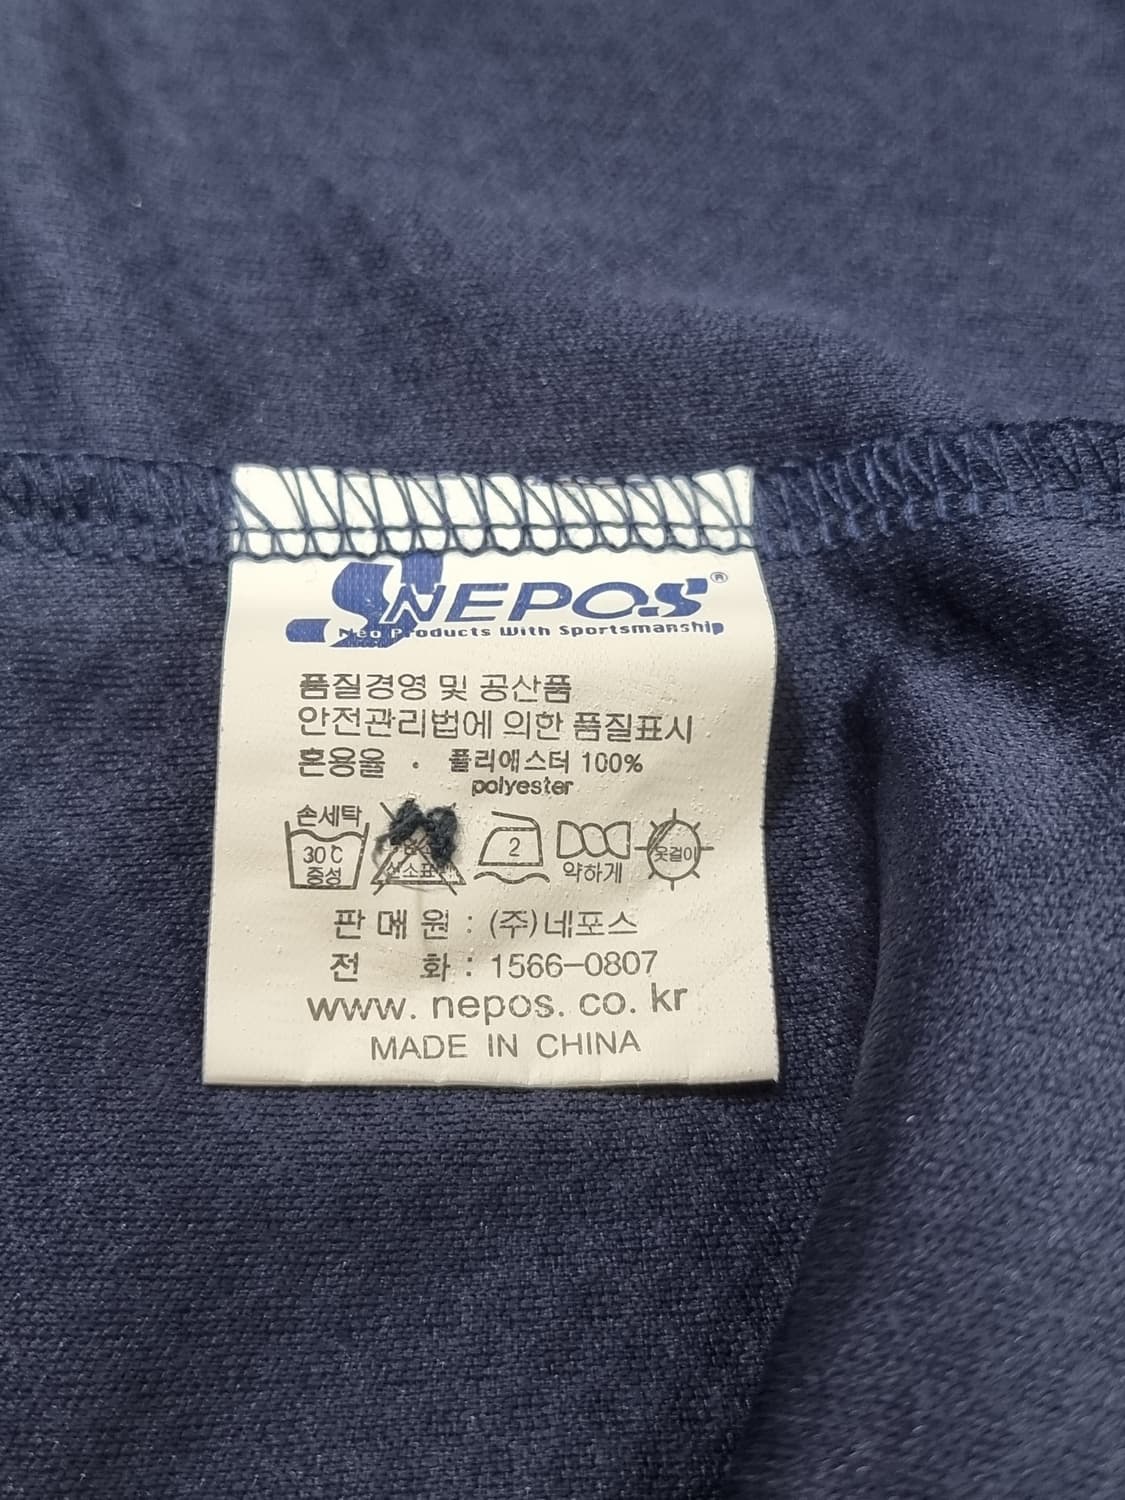 NEPOS®
Neo Products With Sportsmanship
품질경영 및 공산품
안전관리법에 의한 품질표시
혼용율 · 폴리애스터 100%
polyester
손세탁
30℃
중성
2
약하게
옷걸이
판매원 : (주)네포스
전 화 : 1566-0807
www.nepos.co.kr
MADE IN CHINA